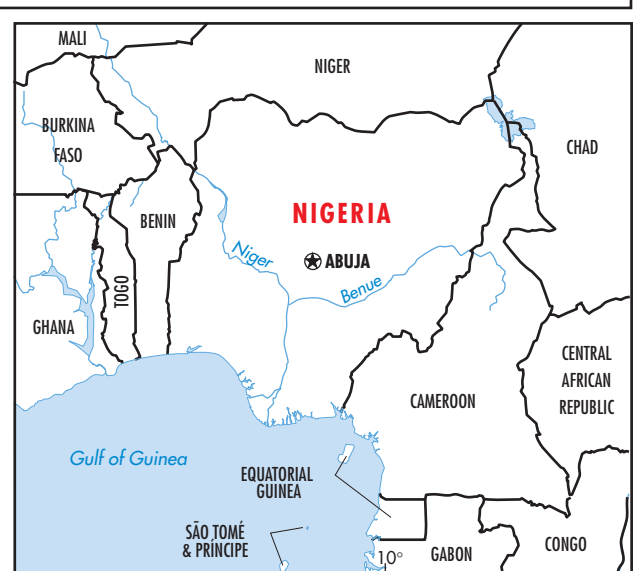 MALI
NIGER
BURKINA
FASO
CHAD
BENIN
NIGERIA
Niger
ABUJA
Benue
TOGO
GHANA
CENTRAL
AFRICAN
REPUBLIC
CAMEROON
Gulf of Guinea
EQUATORIAL
GUINEA
SÃO TOMÉ
& PRÍNCIPE
10°
GABON
CONGO